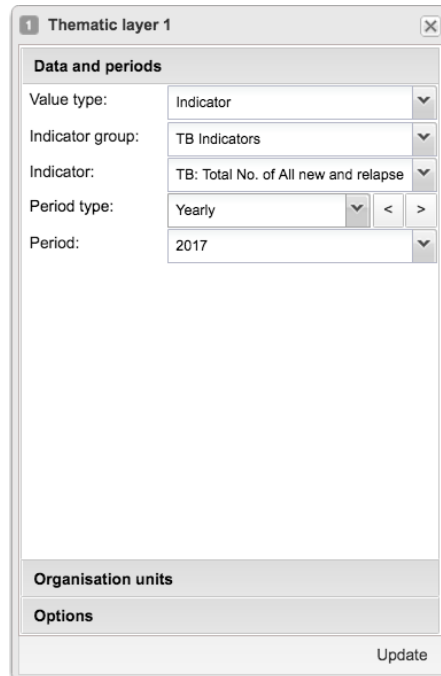 1 Thematic layer 1
Data and periods
Value type: Indicator
Indicator group: TB Indicators
Indicator: TB: Total No. of All new and relapse
Period type: Yearly < >
Period: 2017
Organisation units
Options
Update